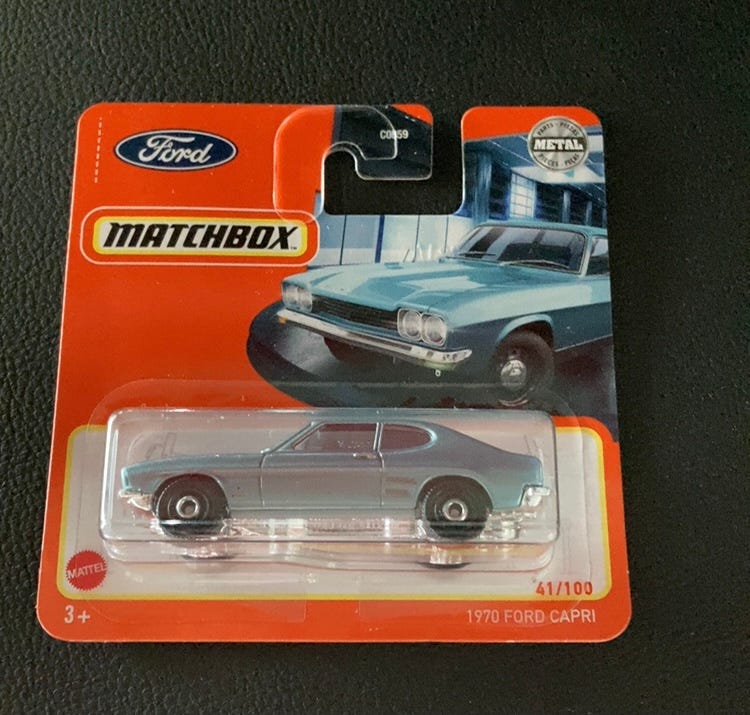 Ford
C0859
METAL
MATCHBOX
MATTEL
41/100
3+
1970 FORD CAPRI